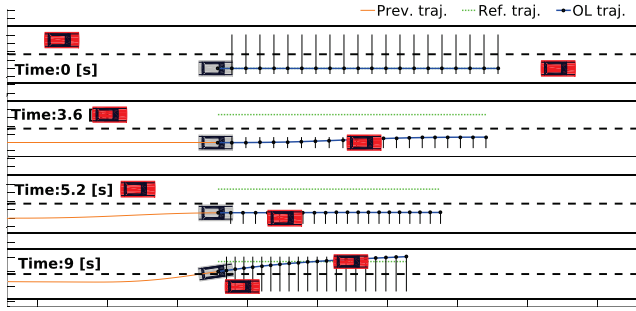 Prev. traj. Ref. traj. OL traj.
Time:0 [s]
Time:3.6 [
Time:5.2 [s]
Time:9 [s]